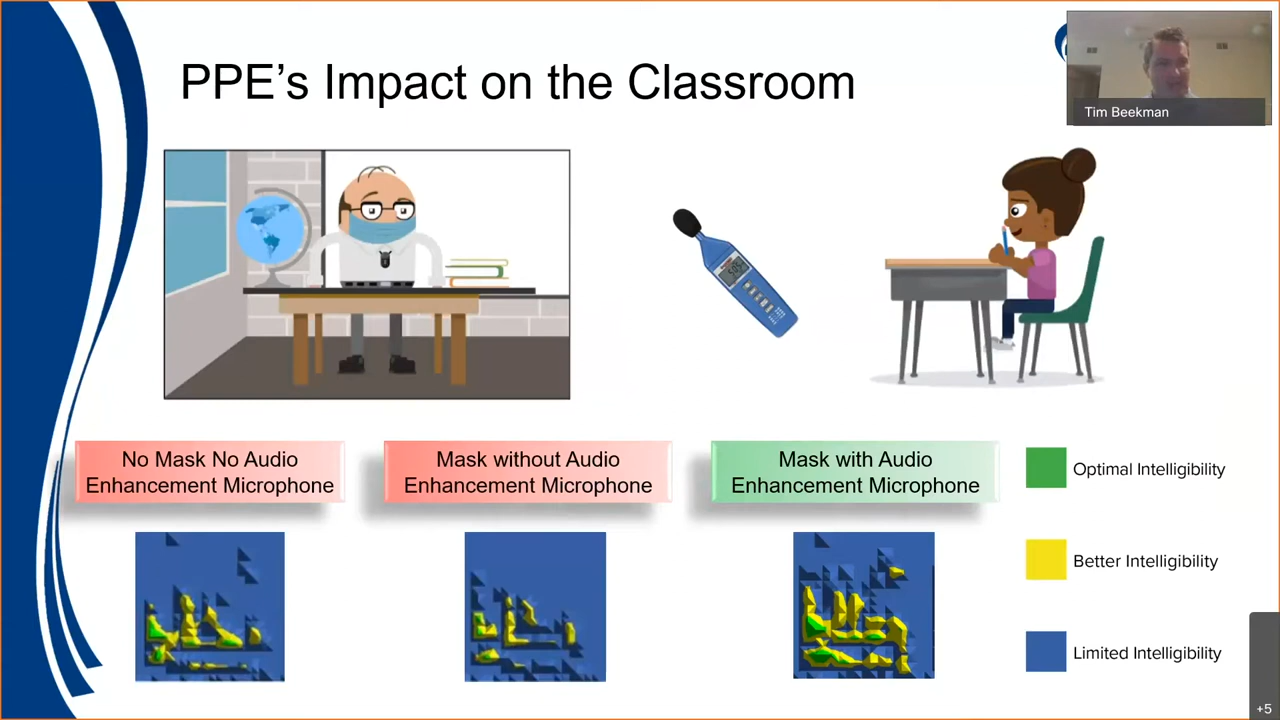 PPE's Impact on the Classroom
Tim Beekman
No Mask No Audio
Enhancement Microphone
Mask without Audio
Enhancement Microphone
Mask with Audio
Enhancement Microphone
Optimal Intelligibility
Better Intelligibility
Limited Intelligibility
+5